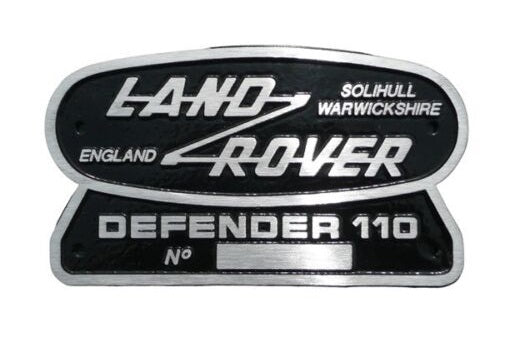 LAND
SOLIHULL
WARWICKSHIRE
ENGLAND
ROVER
DEFENDER 110
Nº